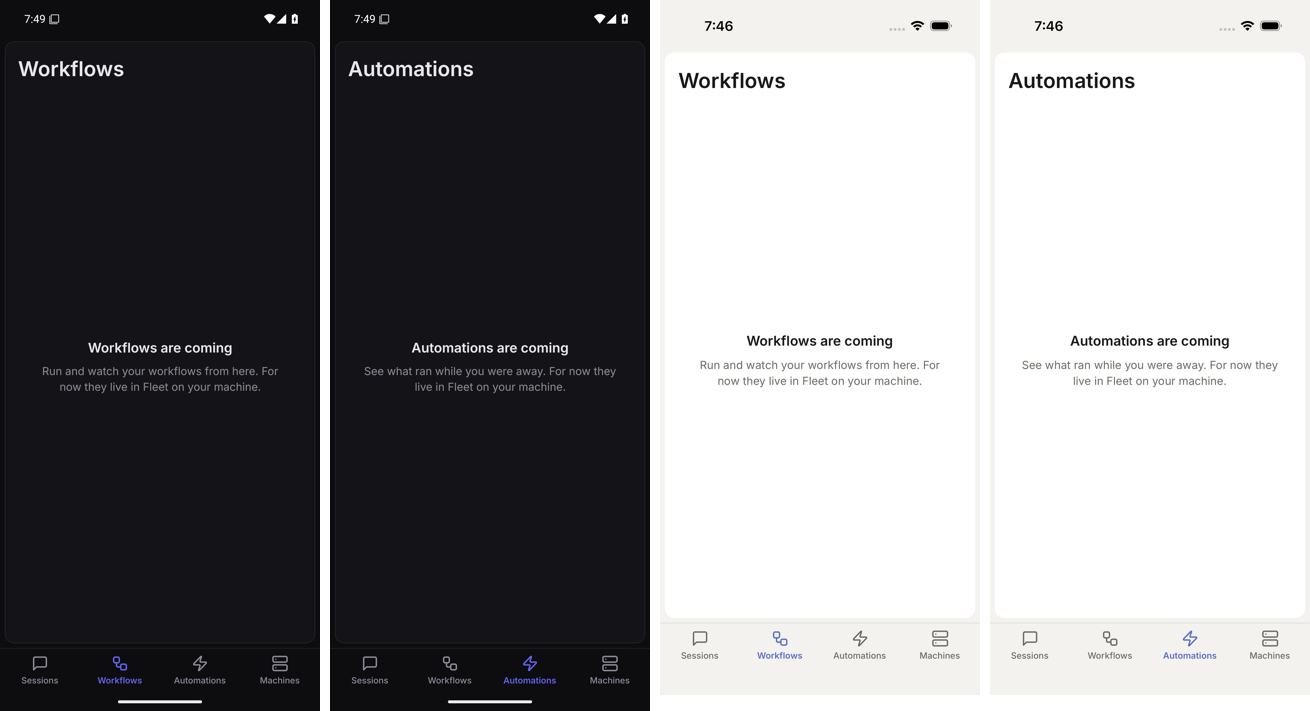 7:49
Workflows
Workflows are coming
Run and watch your workflows from here. For
now they live in Fleet on your machine.
Sessions
Workflows
Automations
Machines
7:49
Automations
Automations are coming
See what ran while you were away. For now they
live in Fleet on your machine.
Sessions
Workflows
Automations
Machines
7:46
Workflows
Workflows are coming
Run and watch your workflows from here. For
now they live in Fleet on your machine.
Sessions
Workflows
Automations
Machines
7:46
Automations
Automations are coming
See what ran while you were away. For now they
live in Fleet on your machine.
Sessions
Workflows
Automations
Machines